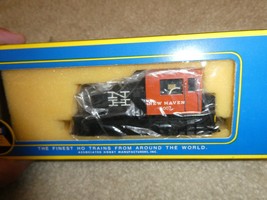 N
H
NEW HAVEN
THE FINEST HO TRAINS FROM AROUND THE WORLD.
ASSOCIATED HOBBY MANUFACTURERS, INC.